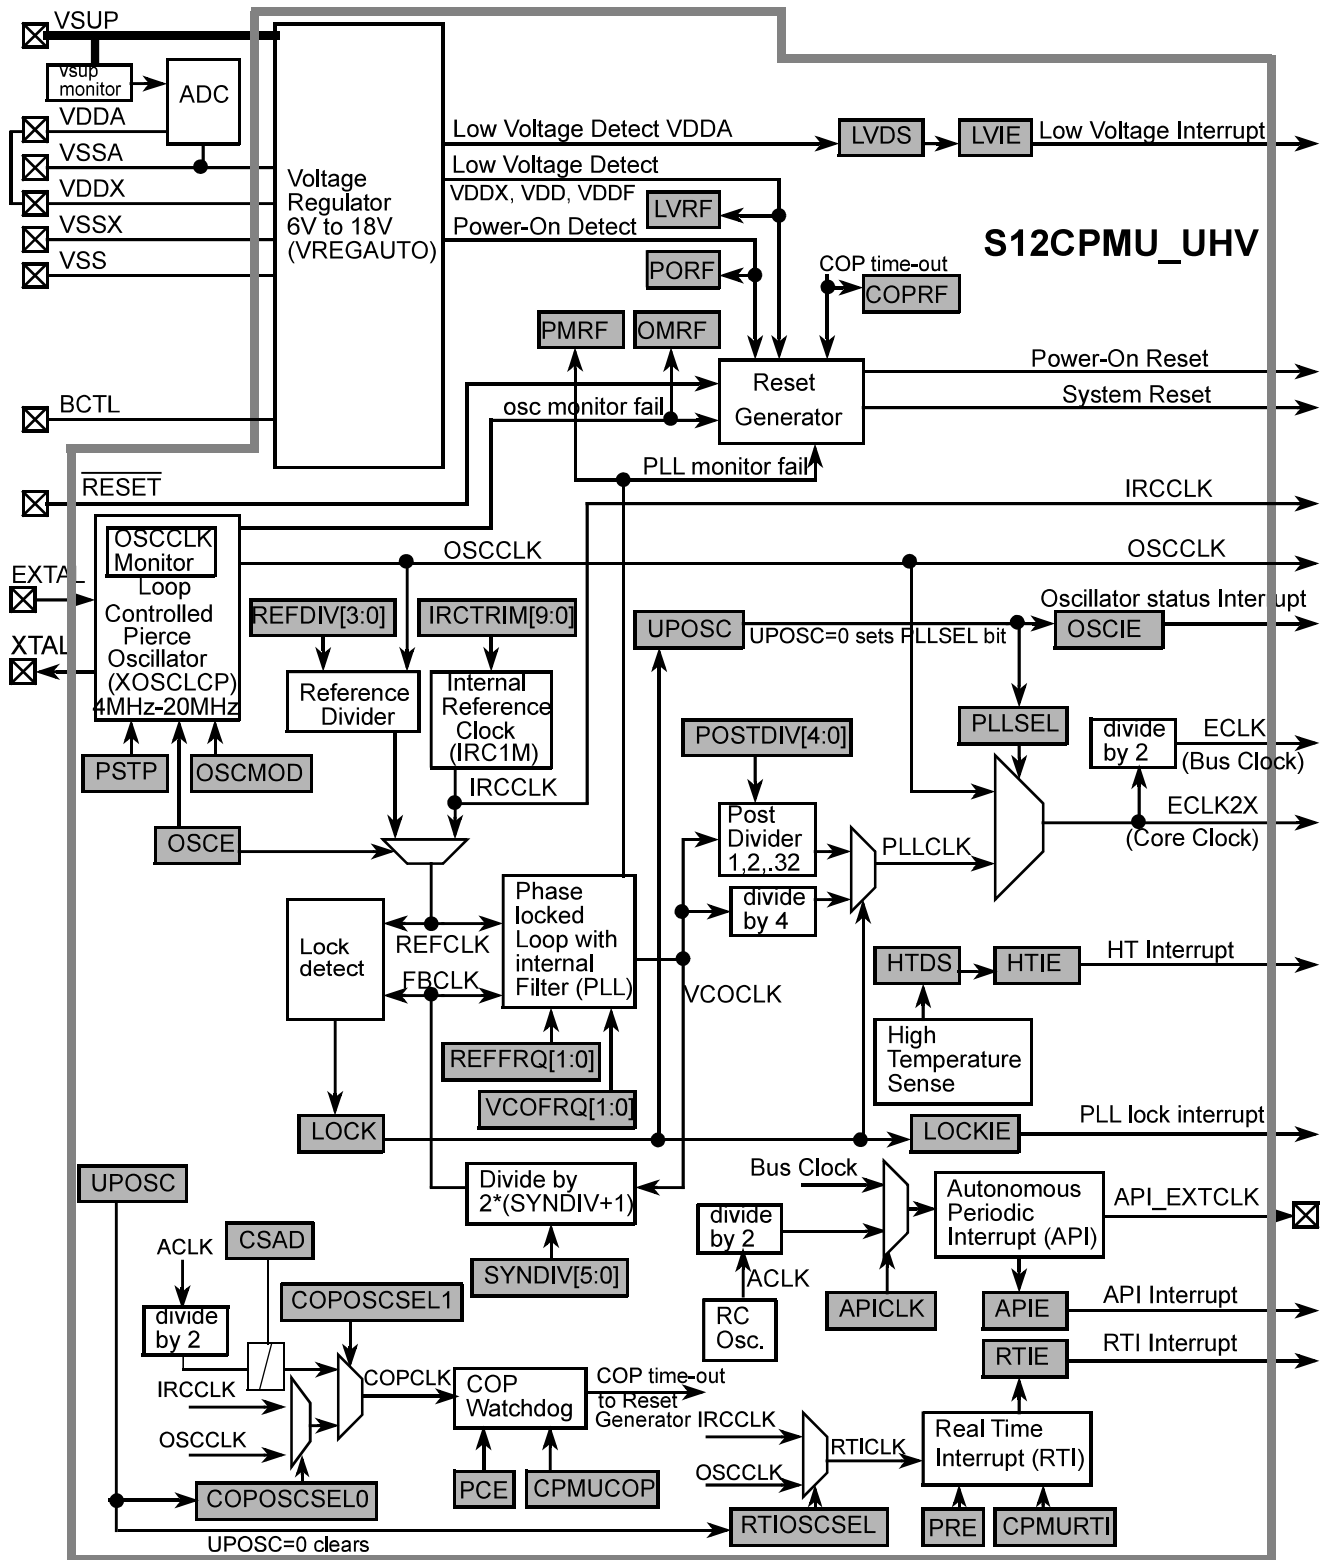 VSUP
vsup
monitor
ADC
VDDA
VSSA
VDDX
VSSX
VSS
BCTL
Voltage
Regulator
6V to 18V
(VREGAUTO)
Low Voltage Detect VDDA
LVDS
LVIE
Low Voltage Interrupt
Low Voltage Detect
VDDX, VDD, VDDF
LVRF
Power-On Detect
PORF
S12CPMU_UHV
COP time-out
COPRF
PMRF
OMRF
Reset
Generator
Power-On Reset
System Reset
osc monitor fail
PLL monitor fail
RESET
IRCCLK
OSCCLK
Monitor
Loop
Controlled
Pierce
Oscillator
(XOSCLCP)
4MHz-20MHz
EXTAL
XTAL
OSCCLK
OSCCLK
REFDIV[3:0]
IRCTRIM[9:0]
UPOSC
UPOSC=0 sets PLLSEL bit
Oscillator status Interrupt
OSCIE
Reference
Divider
Internal
Reference
Clock
(IRC1M)
PSTP
OSCMOD
IRCCLK
OSCE
POSTDIV[4:0]
PLLSEL
divide
by 2
ECLK
(Bus Clock)
ECLK2X
(Core Clock)
Post
Divider
1,2,.32
PLLCLK
divide
by 4
Lock
detect
REFCLK
FBCLK
Phase
locked
Loop with
internal
Filter (PLL)
VCOCLK
HTDS
HTIE
HT Interrupt
High
Temperature
Sense
REFFRQ[1:0]
VCOFRQ[1:0]
LOCK
LOCKIE
PLL lock interrupt
UPOSC
Divide by
2*(SYNDIV+1)
SYNDIV[5:0]
Bus Clock
divide
by 2
ACLK
RC
Osc.
APICLK
Autonomous
Periodic
Interrupt (API)
API_EXTCLK
APIE
API Interrupt
RTIE
RTI Interrupt
ACLK
CSAD
divide
by 2
COPOSCSEL1
IRCCLK
OSCCLK
COPCLK
COP
Watchdog
COP time-out
to Reset
Generator
COPOSCSEL0
PCE
CPMUCOP
IRCCLK
OSCCLK
RTICLK
Real Time
Interrupt (RTI)
RTIOSCSEL
PRE
CPMURTI
UPOSC=0 clears